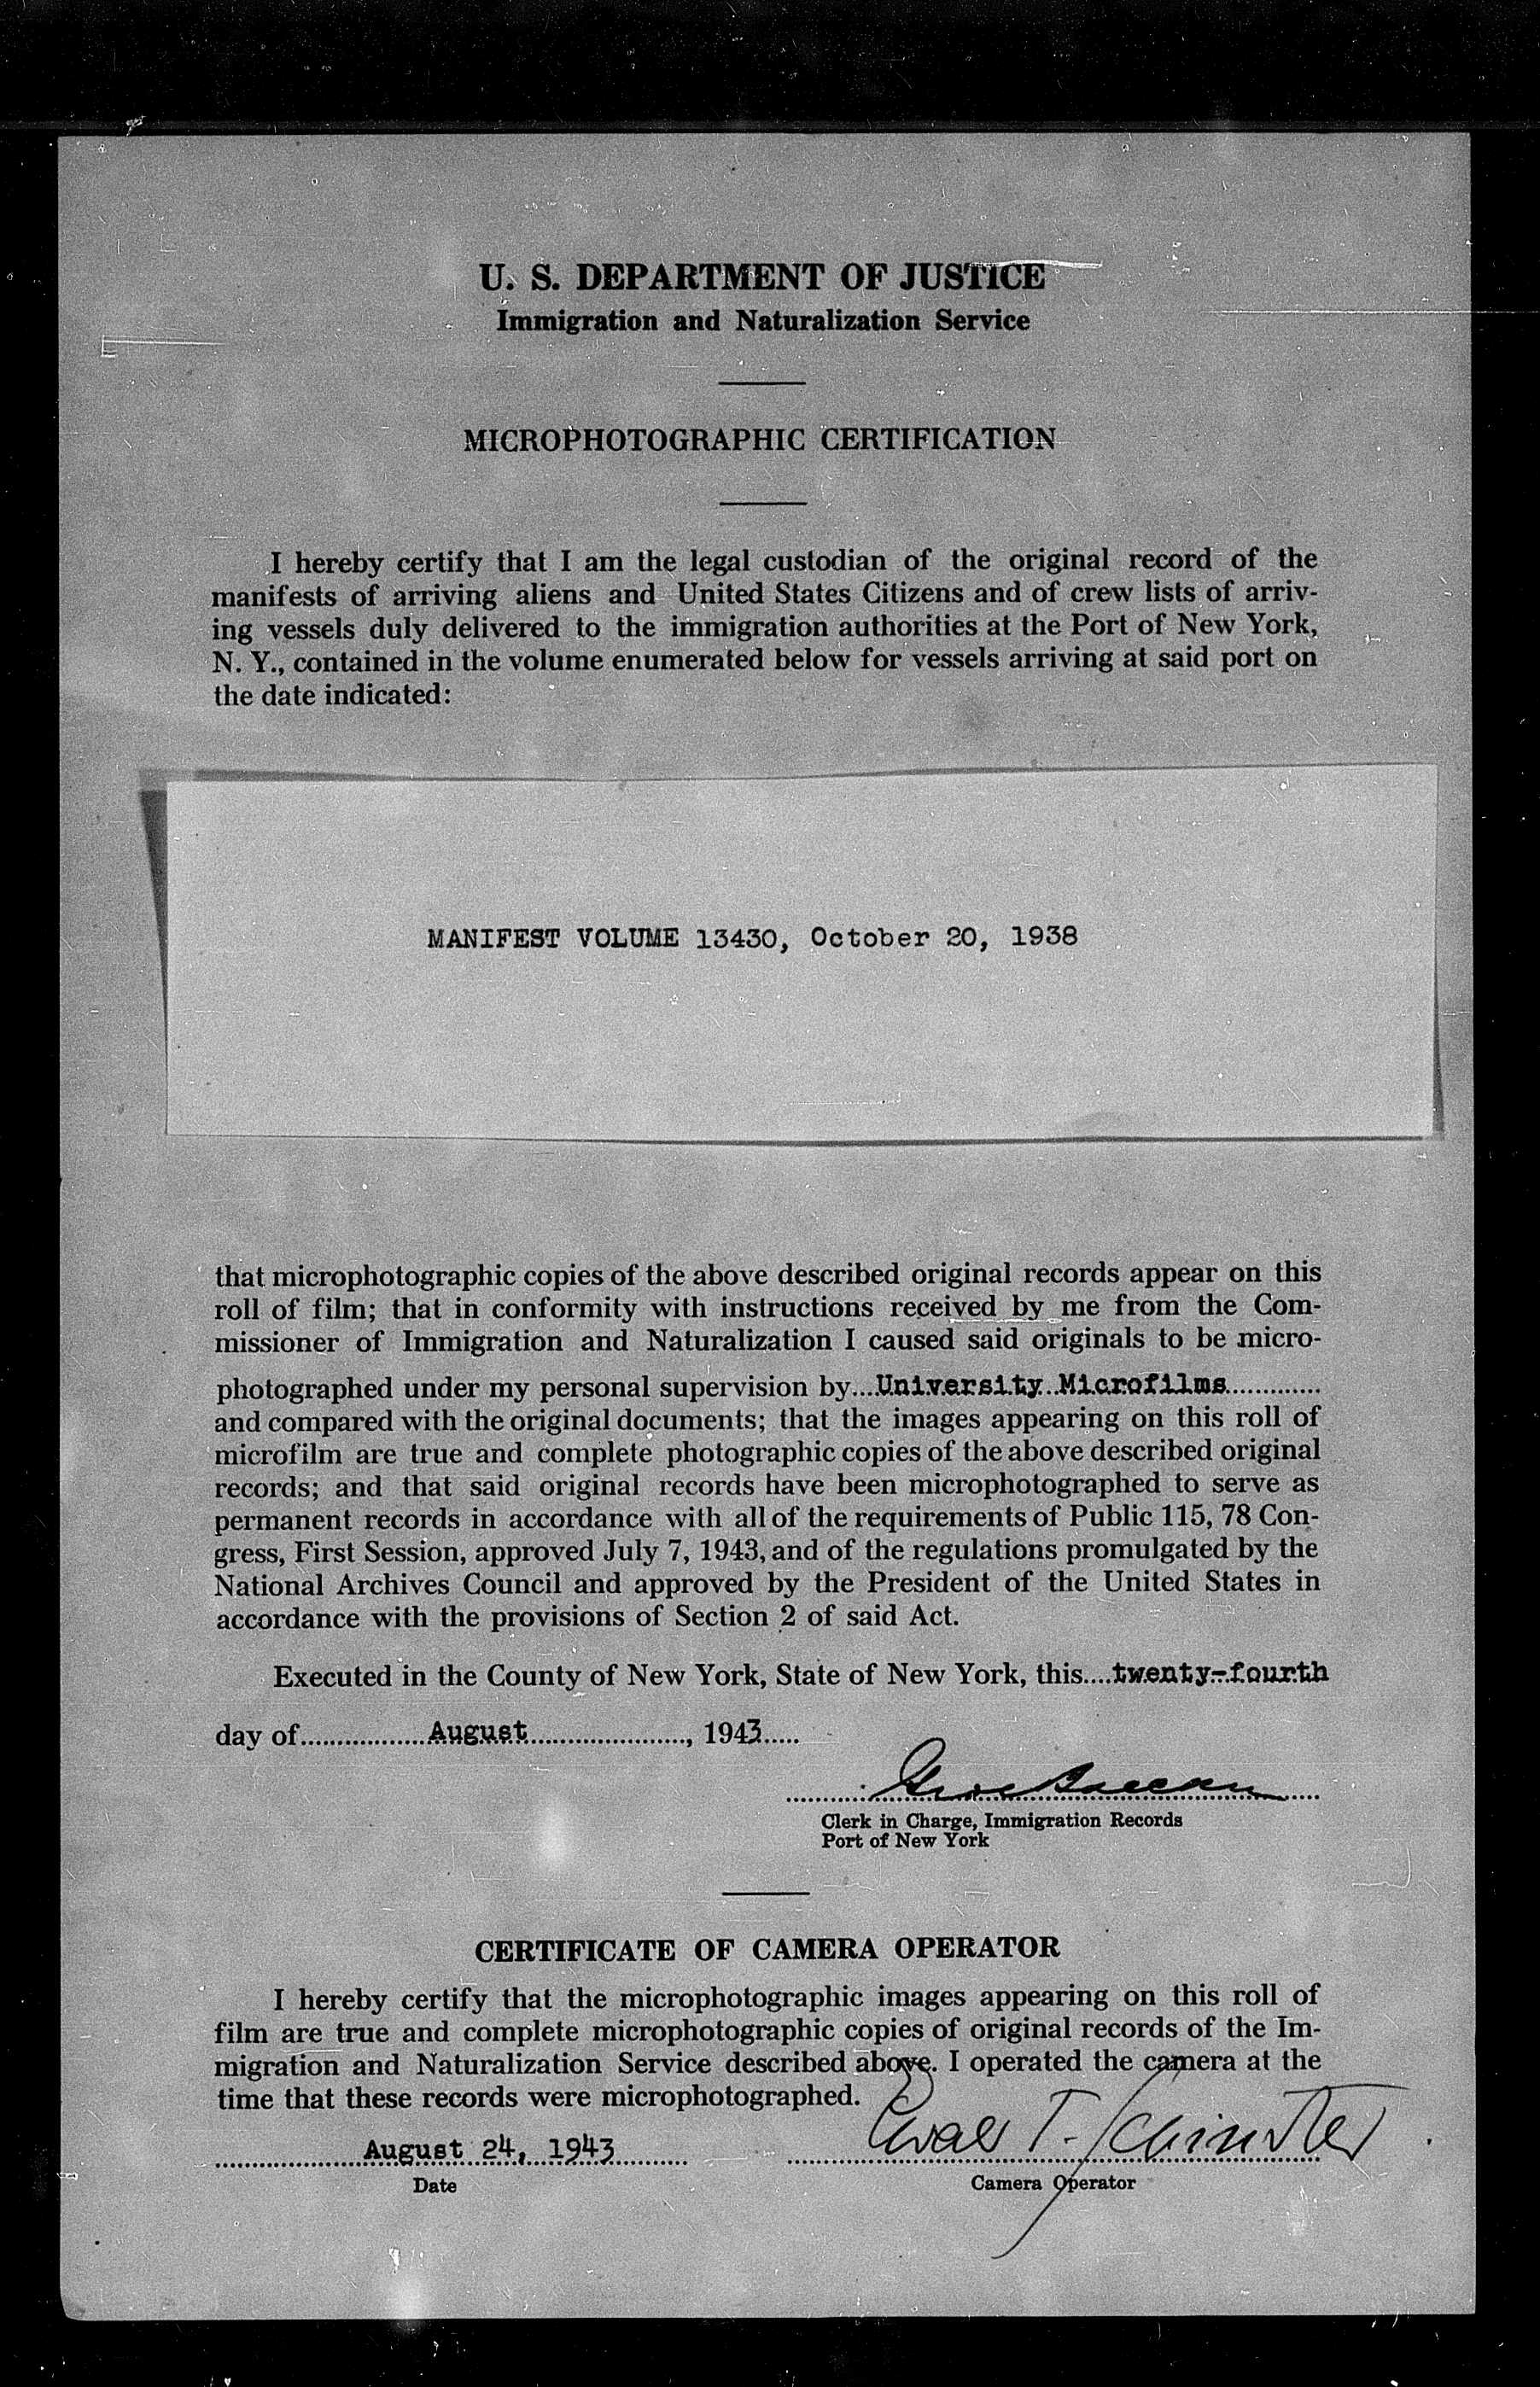 U. S. DEPARTMENT OF JUSTICE
Immigration and Naturalization Service
MICROPHOTOGRAPHIC CERTIFICATION
I hereby certify that I am the legal custodian of the original record of the
manifests of arriving aliens and United States Citizens and of crew lists of arriv-
ing vessels duly delivered to the immigration authorities at the Port of New York,
N. Y., contained in the volume enumerated below for vessels arriving at said port on
the date indicated:
MANIFEST VOLUME 13430, October 20, 1938
that microphotographic copies of the above described original records appear on this
roll of film; that in conformity with instructions received by me from the Com-
missioner of Immigration and Naturalization I caused said originals to be micro-
photographed under my personal supervision by...University Microfilms.............
and compared with the original documents; that the images appearing on this roll of
microfilm are true and complete photographic copies of the above described original
records; and that said original records have been microphotographed to serve as
permanent records in accordance with all of the requirements of Public 115, 78 Con-
gress, First Session, approved July 7, 1943, and of the regulations promulgated by the
National Archives Council and approved by the President of the United States in
accordance with the provisions of Section 2 of said Act.
Executed in the County of New York, State of New York, this....twenty-fourth
day of..................August......................, 1943.....
Clerk in Charge, Immigration Records
Port of New York
CERTIFICATE OF CAMERA OPERATOR
I hereby certify that the microphotographic images appearing on this roll of
film are true and complete microphotographic copies of original records of the Im-
migration and Naturalization Service described above. I operated the camera at the
time that these records were microphotographed.
August 24, 1943
Date
Camera Operator